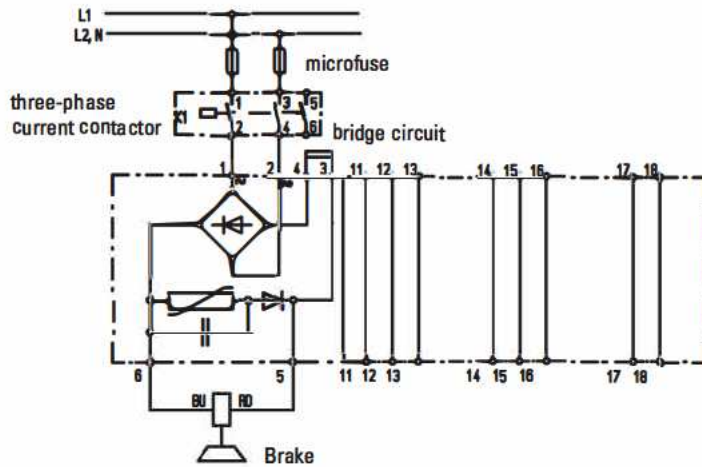 L1
L2, N
microfuse
three-phase
current contactor
K1
1 3 5
2 4 6
bridge circuit
1 2 4 3 11 12 13 14 15 16 17 18
6 5 11 12 13 14 15 16 17 18
BU RD
Brake